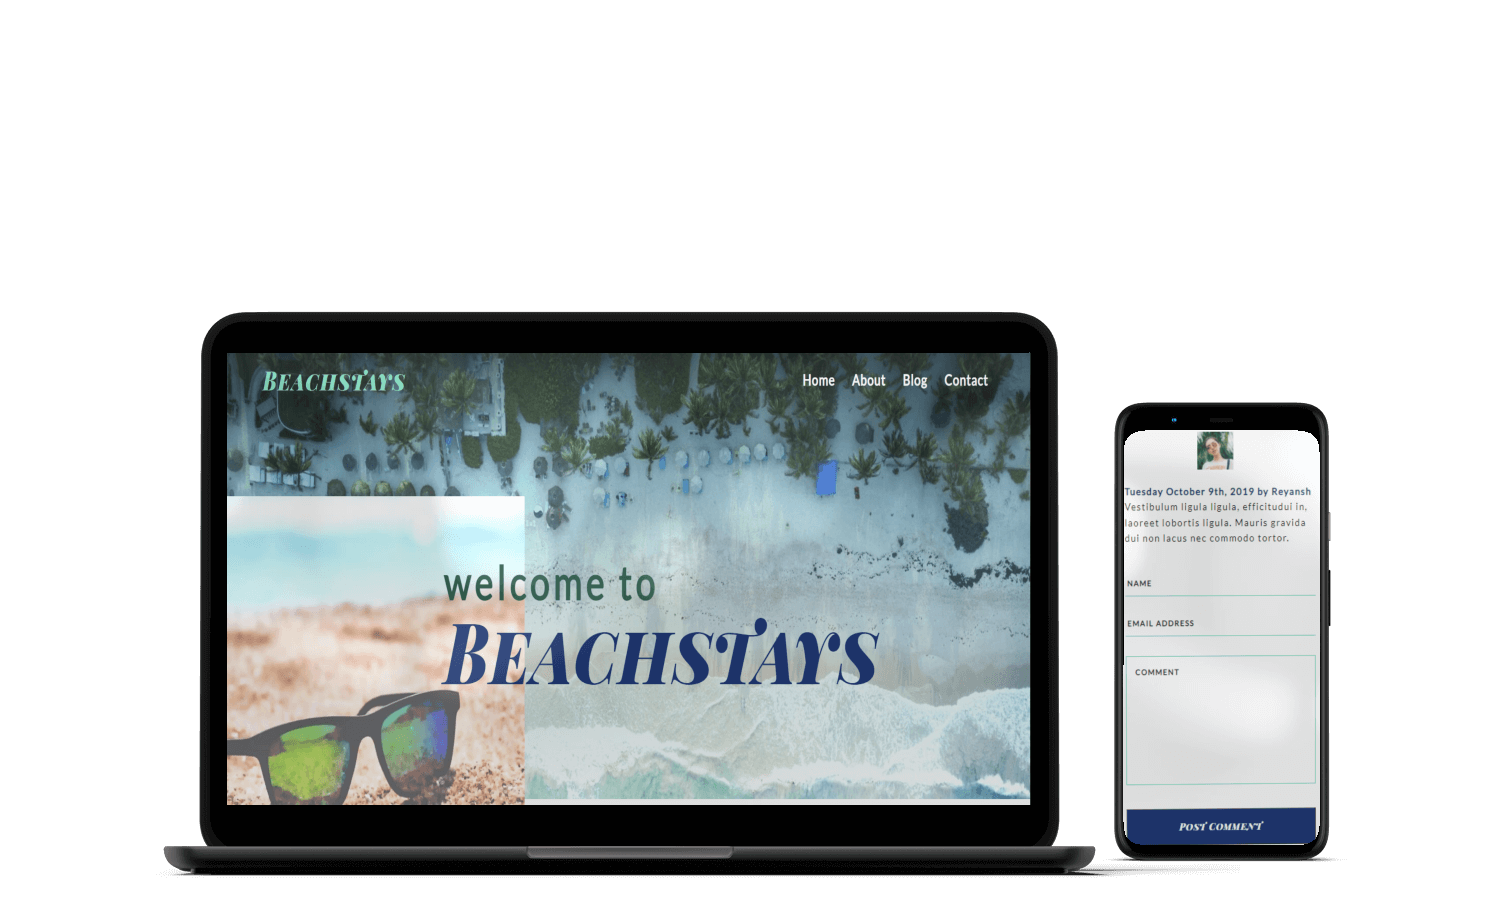 BEACHSTAYS
Home About Blog Contact
welcome to
BEACHSTAYS
Tuesday October 9th, 2019 by Reyansh
Vestibulum ligula ligula, efficitudui in,
laoreet lobortis ligula. Mauris gravida
dui non lacus nec commodo tortor.
NAME
EMAIL ADDRESS
COMMENT
POST COMMENT